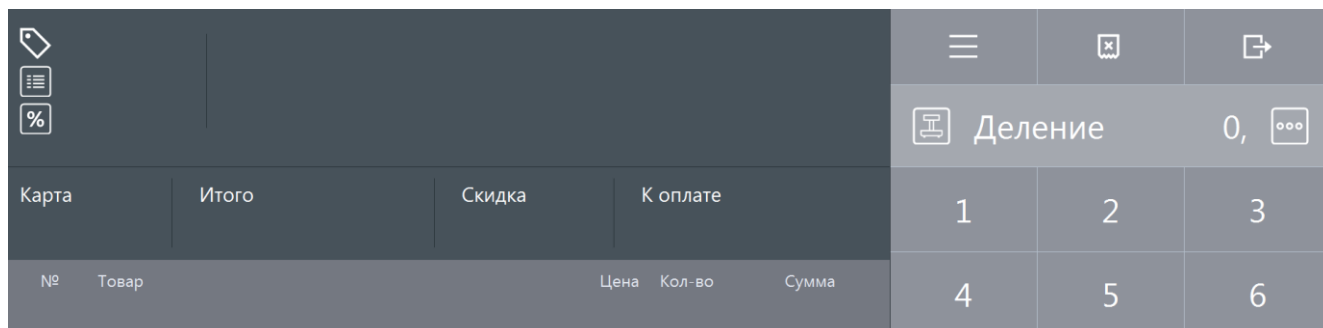 %
Деление 0,
Карта Итого Скидка К оплате
1 2 3
№ Товар Цена Кол-во Сумма
4 5 6